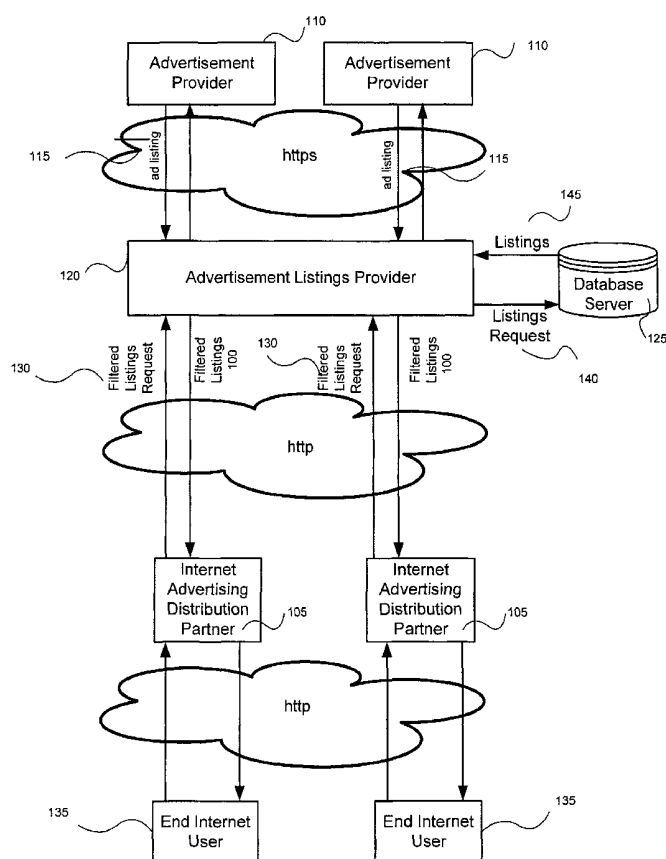 110
Advertisement
Provider
Advertisement
Provider
110
115
ad listing
https
ad listing
115
145
120
Advertisement Listings Provider
Listings
Database
Server
125
Listings
Request
140
130
Filtered
Listings
Request
Filtered
Listings
100
130
Filtered
Listings
Request
Filtered
Listings
100
http
Internet
Advertising
Distribution
Partner
105
Internet
Advertising
Distribution
Partner
105
http
135
End Internet
User
End Internet
User
135